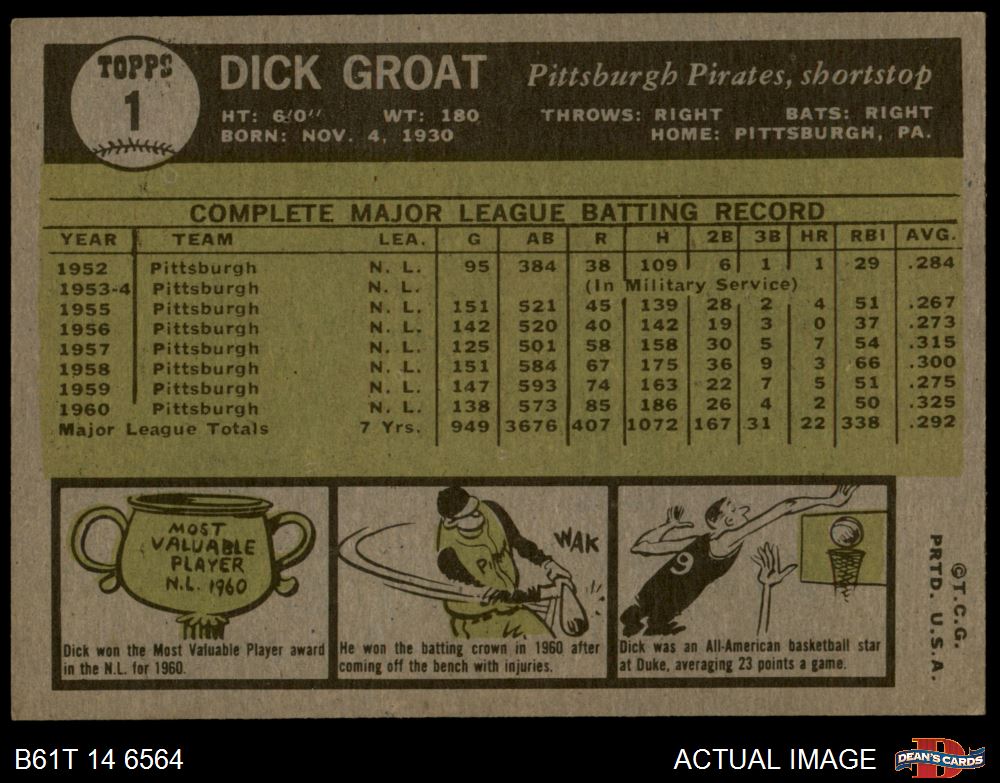 TOPPS
1
DICK GROAT
Pittsburgh Pirates, shortstop
HT: 6'0" WT: 180 THROWS: RIGHT BATS: RIGHT
BORN: NOV. 4, 1930 HOME: PITTSBURGH, PA.
COMPLETE MAJOR LEAGUE BATTING RECORD
YEAR TEAM LEA. G AB R H 2B 3B HR RBI AVG.
1952 Pittsburgh N. L. 95 384 38 109 6 1 1 29 .284
1953-4 Pittsburgh N. L. (In Military Service)
1955 Pittsburgh N. L. 151 521 45 139 28 2 4 51 .267
1956 Pittsburgh N. L. 142 520 40 142 19 3 0 37 .273
1957 Pittsburgh N. L. 125 501 58 158 30 5 7 54 .315
1958 Pittsburgh N. L. 151 584 67 175 36 9 3 66 .300
1959 Pittsburgh N. L. 147 593 74 163 22 7 5 51 .275
1960 Pittsburgh N. L. 138 573 85 186 26 4 2 50 .325
Major League Totals 7 Yrs. 949 3676 407 1072 167 31 22 338 .292
MOST
VALUABLE
PLAYER
N.L. 1960
Dick won the Most Valuable Player award
in the N.L. for 1960.
P
WAK
He won the batting crown in 1960 after
coming off the bench with injuries.
9
Dick was an All-American basketball star
at Duke, averaging 23 points a game.
©T.C.G.
PRTD. U.S.A.
B61T 14 6564
ACTUAL IMAGE
D
DEAN'S CARDS